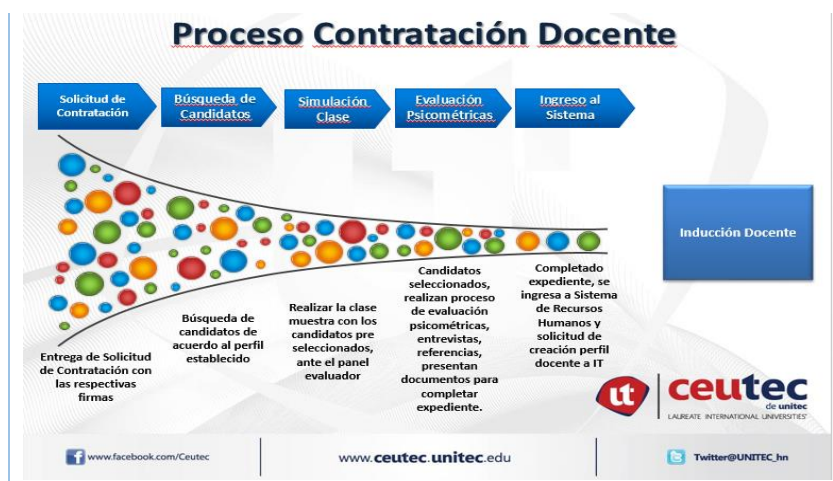 Proceso Contratación Docente
Solicitud de
Contratación
Búsqueda de
Candidatos
Simulación
Clase
Evaluación
Psicométricas
Ingreso al
Sistema
Inducción Docente
Entrega de Solicitud
de Contratación con
las respectivas
firmas
Búsqueda de
candidatos de
acuerdo al perfil
establecido
Realizar la clase
muestra con los
candidatos pre
seleccionados,
ante el panel
evaluador
Candidatos
seleccionados,
realizan proceso
de evaluación
psicométricas,
entrevistas,
referencias,
presentan
documentos para
completar
expediente.
Completado
expediente, se
ingresa a Sistema
de Recursos
Humanos y
solicitud de
creación perfil
docente a IT
ut
ceutec
de unitec
LAUREATE INTERNATIONAL UNIVERSITIES®
f www.facebook.com/Ceutec
www.ceutec.unitec.edu
Twitter@UNITEC_hn